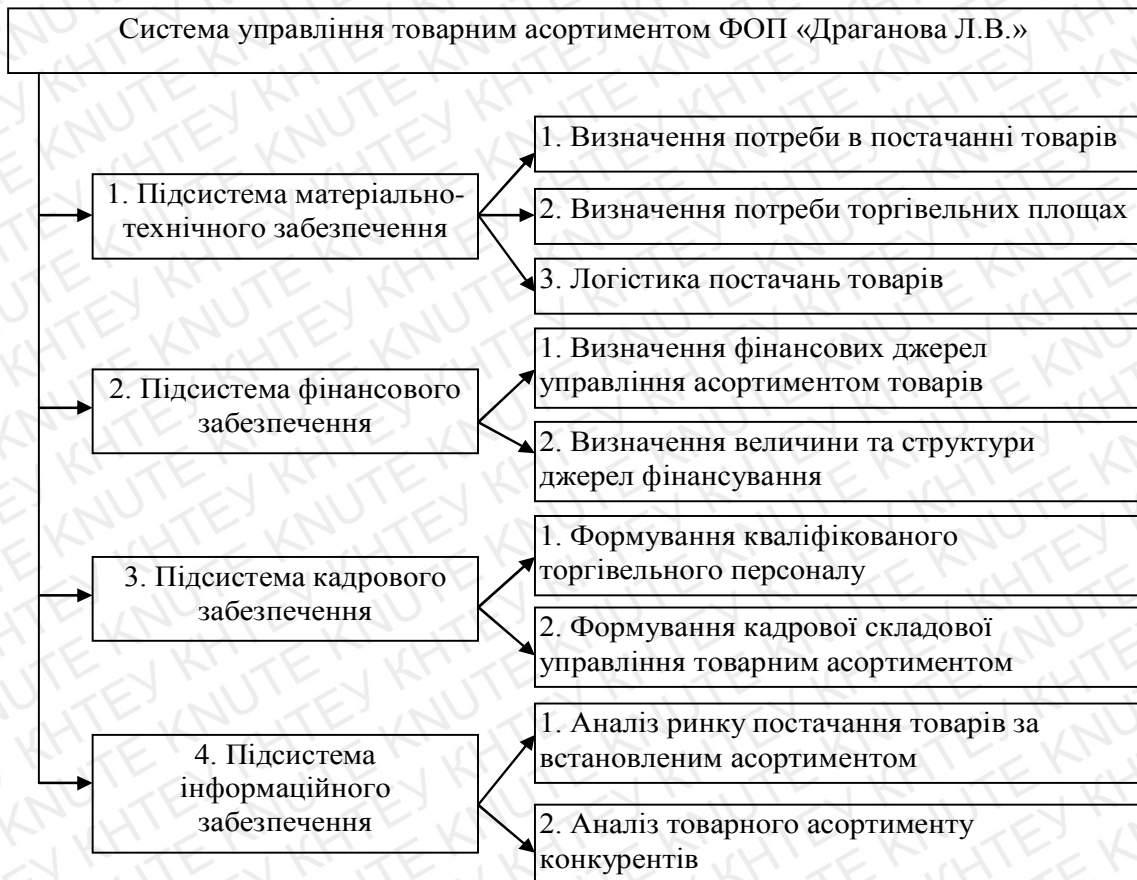 Система управління товарним асортиментом ФОП «Драганова Л.В.»
1. Підсистема матеріально-
технічного забезпечення
1. Визначення потреби в постачанні товарів
2. Визначення потреби торгівельних площах
3. Логістика постачань товарів
2. Підсистема фінансового
забезпечення
1. Визначення фінансових джерел
управління асортиментом товарів
2. Визначення величини та структури
джерел фінансування
3. Підсистема кадрового
забезпечення
1. Формування кваліфікованого
торгівельного персоналу
2. Формування кадрової складової
управління товарним асортиментом
4. Підсистема
інформаційного
забезпечення
1. Аналіз ринку постачання товарів за
встановленим асортиментом
2. Аналіз товарного асортименту
конкурентів